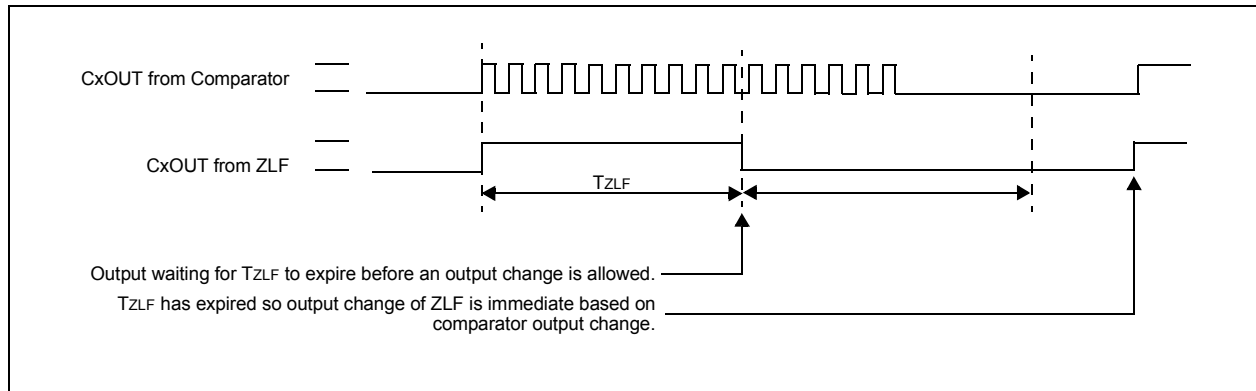 CxOUT from Comparator
CxOUT from ZLF
TZLF
Output waiting for TZLF to expire before an output change is allowed.
TZLF has expired so output change of ZLF is immediate based on
comparator output change.